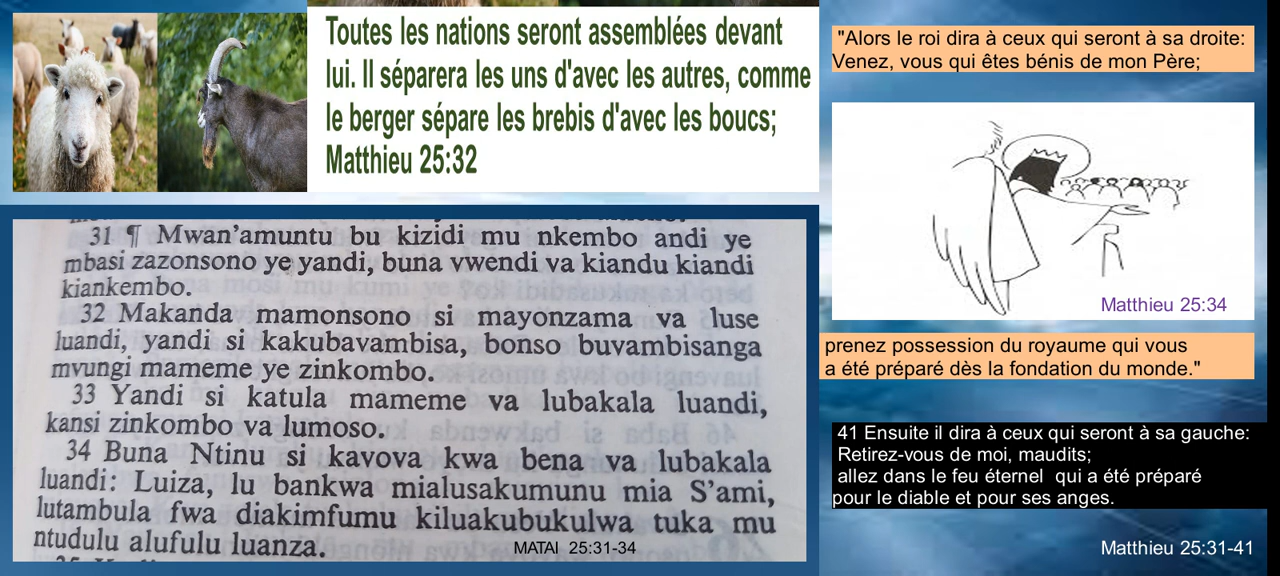 Toutes les nations seront assemblées devant
lui. Il séparera les uns d'avec les autres, comme
le berger sépare les brebis d'avec les boucs;
Matthieu 25:32
31 ¶ Mwan'amuntu bu kizidi mu nkembo andi ye
mbasi zazonsono ye yandi, buna vwendi va kiandu kiandi
kiankembo.
32 Makanda mamonsono si mayonzama va luse
luandi, yandi si kakubavambisa, bonso buvambisanga
mvungi mameme ye zinkombo.
33 Yandi si katula mameme va lubakala luandi,
kansi zinkombo va lumoso.
34 Buna Ntinu si kavova kwa bena va lubakala
luandi: Luiza, lu bankwa mialusakumunu mia S'ami,
lutambula fwa diakimfumu kiluakubukulwa tuka mu
ntudulu alufulu luanza.
MATAI 25:31-34
"Alors le roi dira à ceux qui seront à sa droite:
Venez, vous qui êtes bénis de mon Père;
Matthieu 25:34
prenez possession du royaume qui vous
a été préparé dès la fondation du monde."
41 Ensuite il dira à ceux qui seront à sa gauche:
Retirez-vous de moi, maudits;
allez dans le feu éternel qui a été préparé
pour le diable et pour ses anges.
Matthieu 25:31-41